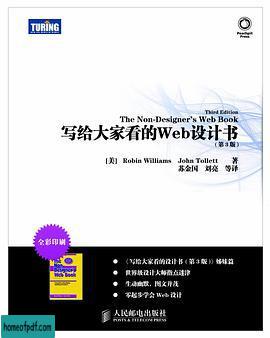 TURING
Peachpit
Press
Third Edition
The Non-Designer's Web Book
写给大家看的Web设计书
(第3版)
[美] Robin Williams John Tollett 著
苏金国 刘亮 等译
全彩印刷
《写给大家看的设计书(第3版)》姊妹篇
世界级设计大师指点迷津
生动幽默、图文并茂
零起步学会 Web 设计
人民邮电出版社
POSTS & TELECOM PRESS
homeofpdf.com
homeofpdf.com